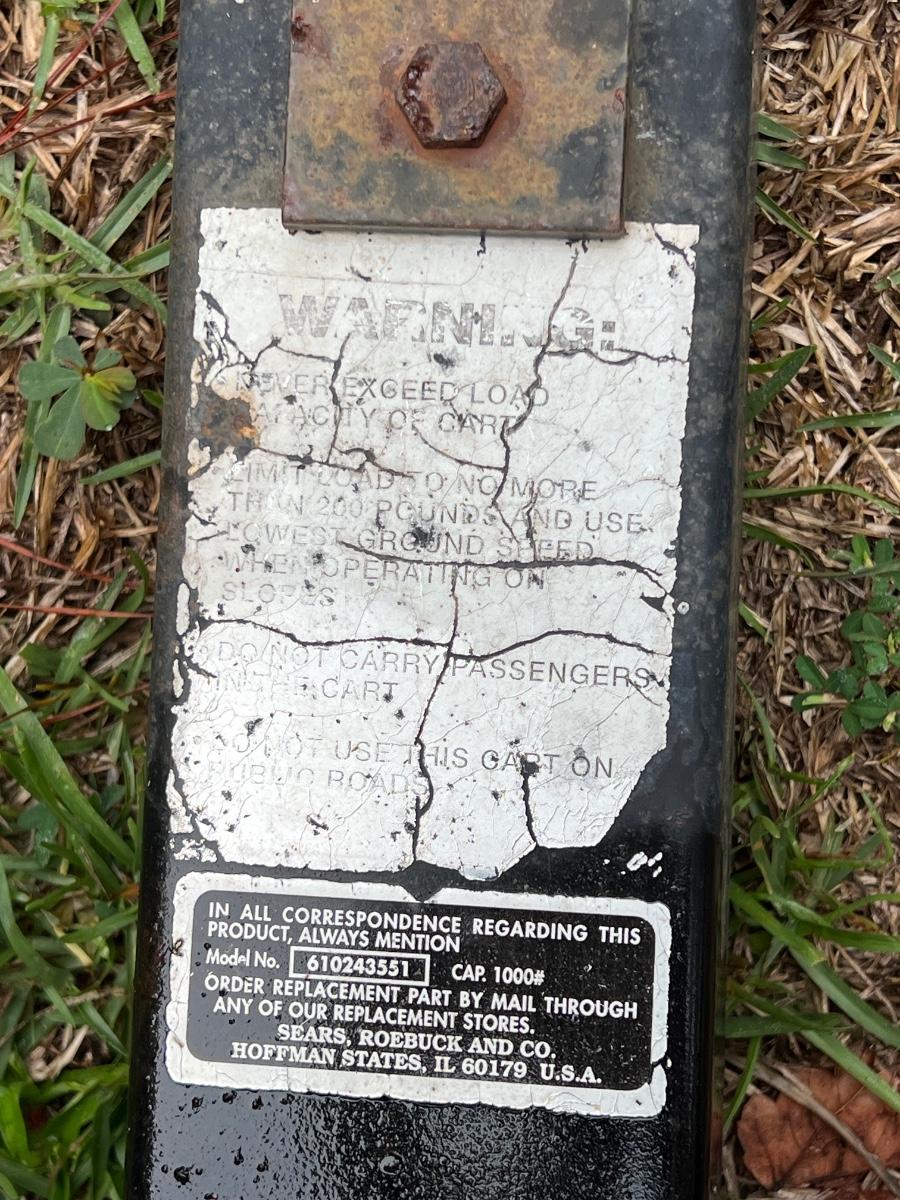 WARNING:
NEVER EXCEED LOAD
CAPACITY OF CART
LIMIT LOAD TO NO MORE
THAN 200 POUNDS AND USE
LOWEST GROUND SPEED
WHEN OPERATING ON
SLOPES
DO NOT CARRY PASSENGERS
IN THE CART
DO NOT USE THIS CART ON
PUBLIC ROADS
IN ALL CORRESPONDENCE REGARDING THIS
PRODUCT, ALWAYS MENTION
Model No. 610243551 CAP. 1000#
ORDER REPLACEMENT PART BY MAIL THROUGH
ANY OF OUR REPLACEMENT STORES.
SEARS, ROEBUCK AND CO.
HOFFMAN STATES, IL 60179 U.S.A.